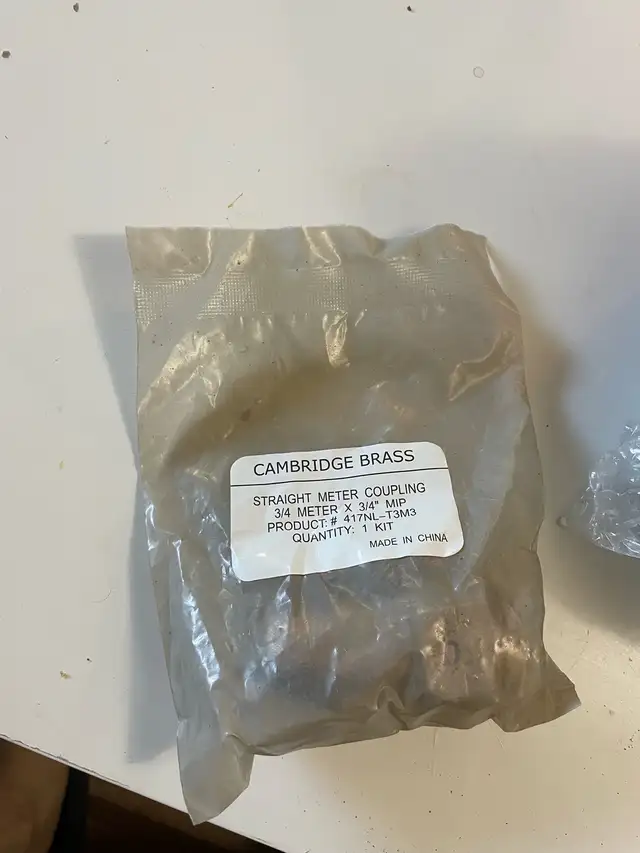 CAMBRIDGE BRASS
STRAIGHT METER COUPLING
3/4 METER X 3/4" MIP
PRODUCT:# 417NL-T3M3
QUANTITY: 1 KIT
MADE IN CHINA